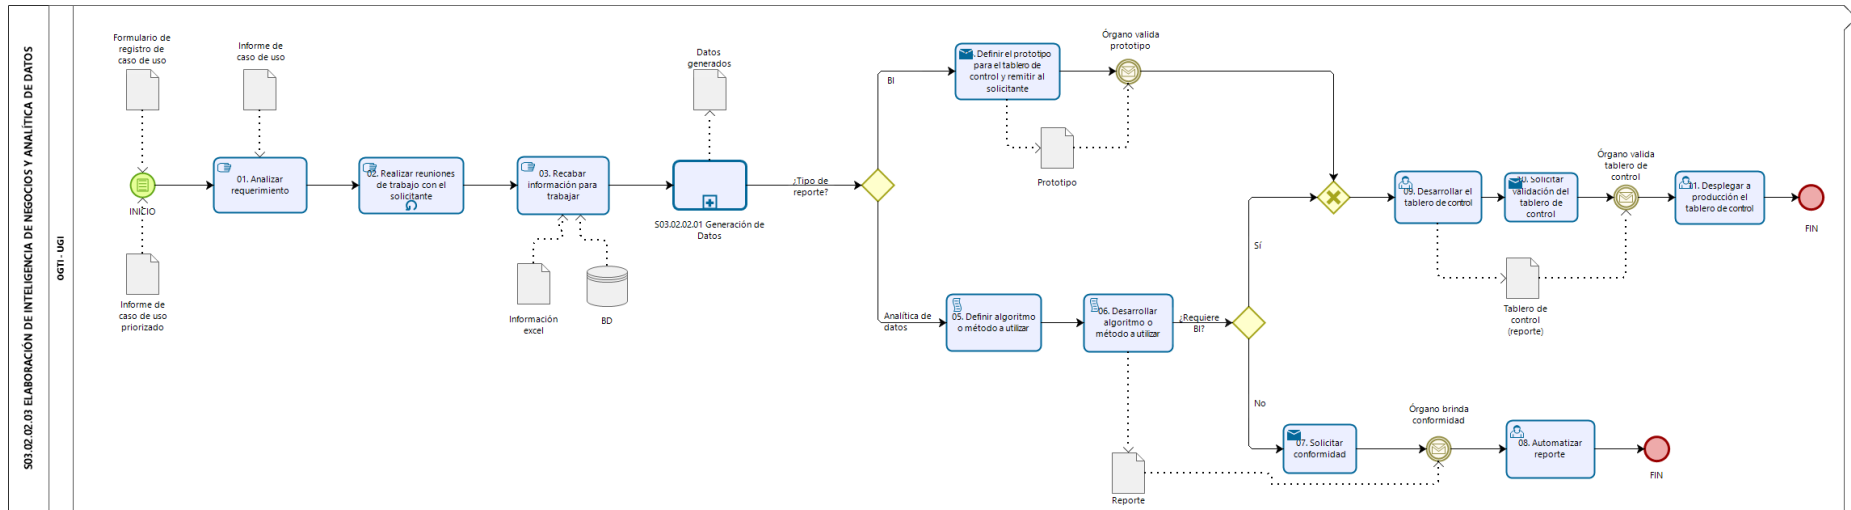 S03.02.02.03 ELABORACIÓN DE INTELIGENCIA DE NEGOCIOS Y ANALÍTICA DE DATOS
OGTI - UGI
Formulario de
registro de
caso de uso
INICIO
Informe de
caso de uso
priorizado
Informe de
caso de uso
01. Analizar
requerimiento
02. Realizar reuniones
de trabajo con el
solicitante
03. Recabar
información para
trabajar
Información
excel
BD
Datos
generados
S03.02.02.01 Generación de
Datos
¿Tipo de
reporte?
BI
. Definir el prototipo
para el tablero de
control y remitir al
solicitante
Prototipo
Órgano valida
prototipo
Analítica de
datos
05. Definir algoritmo
o método a utilizar
06. Desarrollar
algoritmo o
método a utilizar
Reporte
¿Requiere
BI?
Sí
No
07. Solicitar
conformidad
Órgano brinda
conformidad
08. Automatizar
reporte
FIN
09. Desarrollar el
tablero de control
10. Solicitar
validación del
tablero de
control
Tablero de
control
(reporte)
Órgano valida
tablero de
control
11. Desplegar a
producción el
tablero de control
FIN